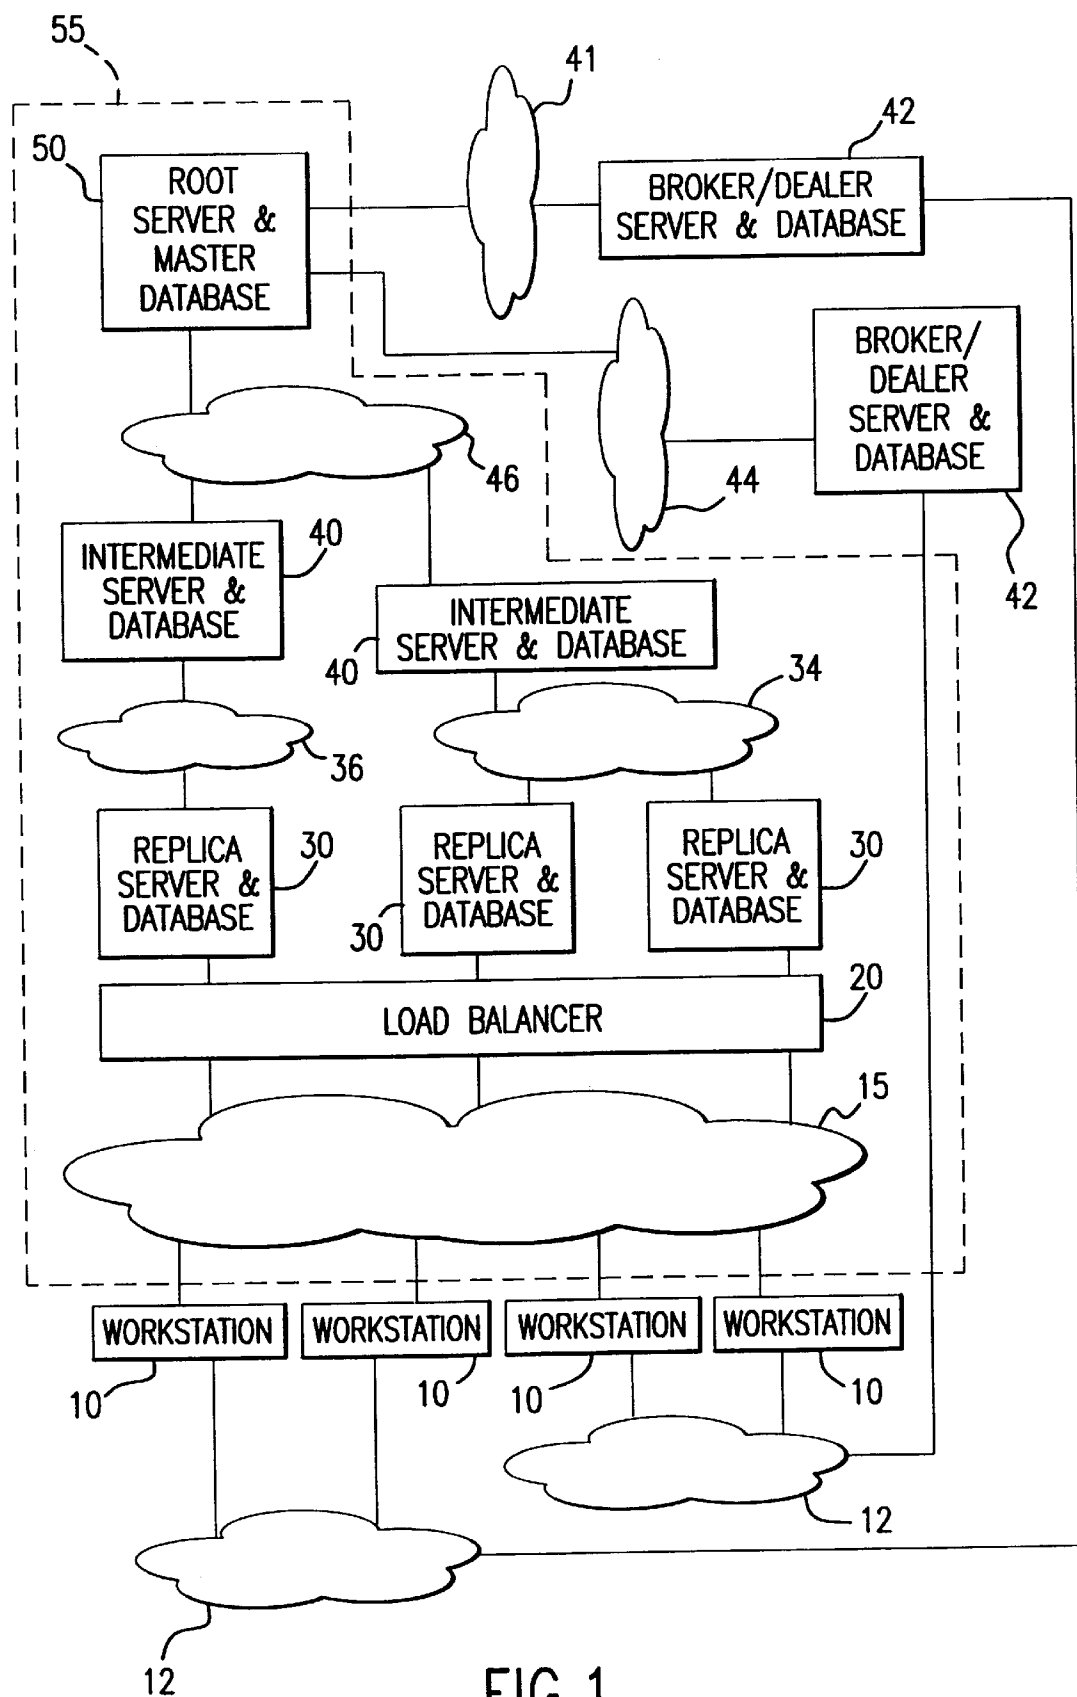 55
41
42
50
ROOT
SERVER &
MASTER
DATABASE
BROKER/DEALER
SERVER & DATABASE
BROKER/
DEALER
SERVER &
DATABASE
46
44
42
40
INTERMEDIATE
SERVER &
DATABASE
INTERMEDIATE
SERVER & DATABASE
40
34
36
REPLICA
SERVER &
DATABASE
30
REPLICA
SERVER &
DATABASE
30
REPLICA
SERVER &
DATABASE
30
20
LOAD BALANCER
15
WORKSTATION
WORKSTATION
WORKSTATION
WORKSTATION
10
10
10
10
12
12
FIG. 1